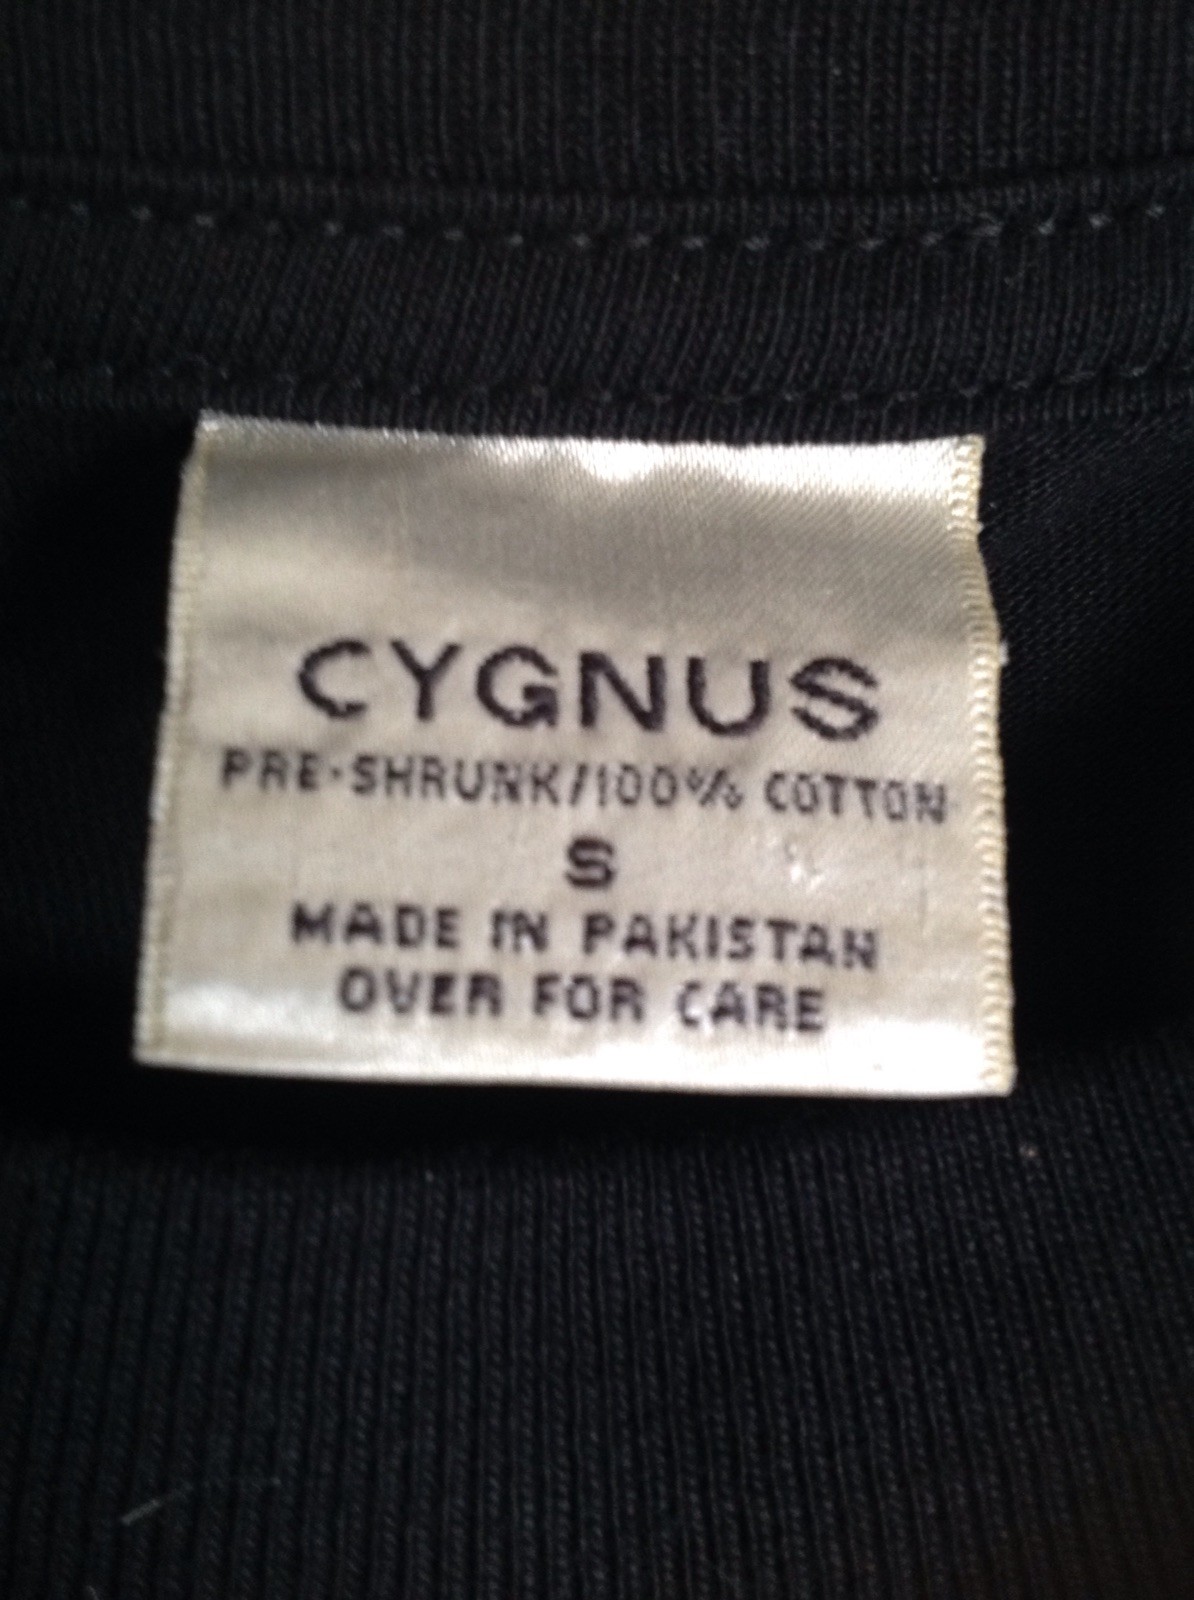 CYGNUS
PRE-SHRUNK/100% COTTON
S
MADE IN PAKISTAN
OVER FOR CARE